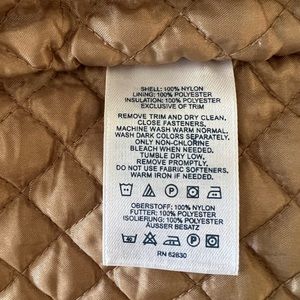 SHELL: 100% NYLON
LINING: 100% POLYESTER
INSULATION: 100% POLYESTER
EXCLUSIVE OF TRIM
REMOVE TRIM AND DRY CLEAN,
CLOSE FASTENERS,
MACHINE WASH WARM NORMAL,
WASH DARK COLORS SEPARATELY.
ONLY NON-CHLORINE
BLEACH WHEN NEEDED.
TUMBLE DRY LOW.
REMOVE PROMPTLY.
DO NOT USE FABRIC SOFTENERS.
WARM IRON IF NEEDED.
OBERSTOFF: 100% NYLON
FUTTER: 100% POLYESTER
ISOLIERUNG: 100% POLYESTER
ÄUSSER BESATZ
RN 62830